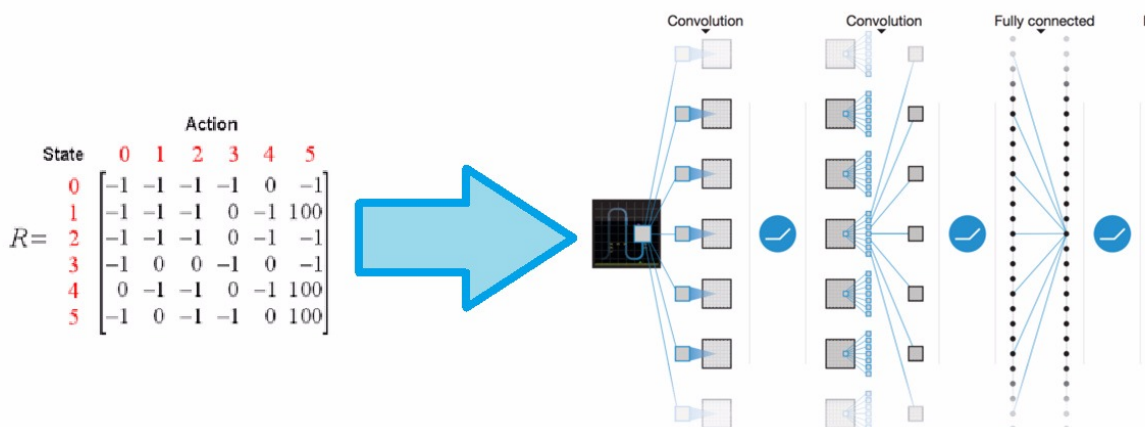 Action
State 0 1 2 3 4 5
0 -1 -1 -1 -1 0 -1
1 -1 -1 -1 0 -1 100
R= 2 -1 -1 -1 0 -1 -1
3 -1 0 0 -1 0 -1
4 0 -1 -1 0 -1 100
5 -1 0 -1 -1 0 100
Convolution Convolution Fully connected